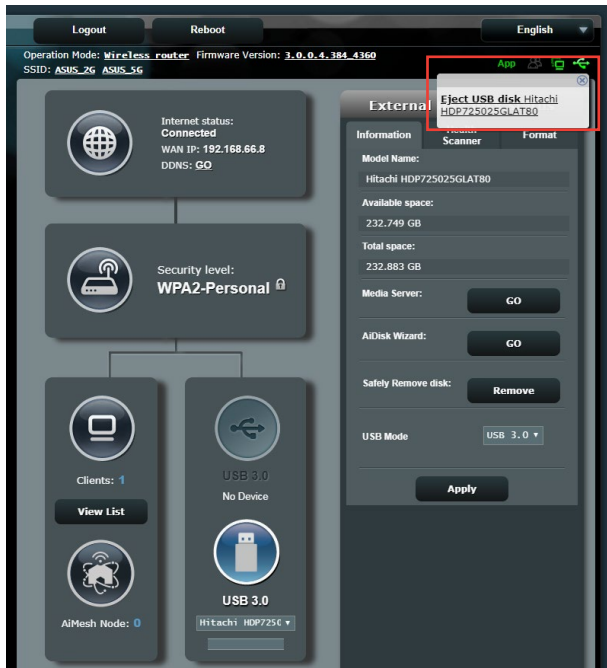 Logout
Reboot
English
Operation Mode: Wireless router Firmware Version: 3.0.0.4.384_4360
SSID: ASUS_2G ASUS_5G
App
Eject USB disk Hitachi
HDP725025GLAT80
External
Internet status:
Connected
WAN IP: 192.168.66.8
DDNS: GO
Security level:
WPA2-Personal
Clients: 1
View List
AiMesh Node: 0
USB 3.0
No Device
USB 3.0
Hitachi HDP7250
Information
Health
Scanner
Format
Model Name:
Hitachi HDP725025GLAT80
Available space:
232.749 GB
Total space:
232.883 GB
Media Server:
GO
AiDisk Wizard:
GO
Safely Remove disk:
Remove
USB Mode
USB 3.0
Apply